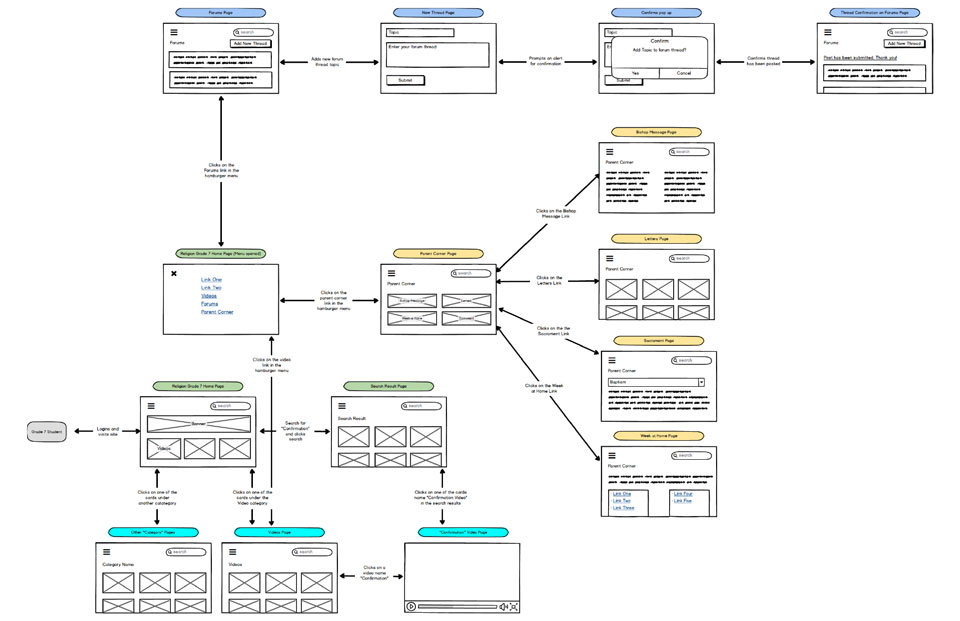 Forums Page
New Thread Page
Confirms pop up
Thread Confirmation on Forums Page
search
Forums
Add New Thread
Topic
Enter your forum thread
Submit
Topic
Confirm
Add Topic to forum thread?
Yes
Cancel
Submit
search
Forums
Add New Thread
Post has been submitted. Thank you!
Adds new forum
thread topic
Prompts an alert
for confirmation
Confirms thread
has been posted
Clicks on the
Forums link in the
hamburger menu
Bishop Message Page
search
Parent Corner
Clicks on the Bishop
Message Link
Religion Grade 7 Home Page (Menu opened)
Link One
Link Two
Videos
Forums
Parent Corner
Clicks on the
parent corner
link in the
hamburger menu
Parent Corner Page
search
Parent Corner
Bishop Message
Clicks on the
Letters Link
Letters Page
search
Parent Corner
Clicks on the the
Sacrament Link
Sacrament Page
search
Parent Corner
Baptism
Clicks on the Week
at Home Link
Week at Home Page
search
Parent Corner
Link One
Link Two
Link Three
Link Four
Link Five
Clicks on the video
link in the
hamburger menu
Grade 7 Student
Logins and
visits site
Religion Grade 7 Home Page
search
Banner
Videos
Search for
"Confirmation"
and clicks
search
Search Result Page
search
Search Result
Clicks on one of the
cards under
another catagory
Clicks on one of the
cards under the
Video category
Clicks on one of the cards
name "Confirmation Video"
in the search results
Other "Category" Pages
search
Category Name
Videos Page
search
Videos
Clicks on a
video name
"Confirmation"
"Confirmation" Video Page